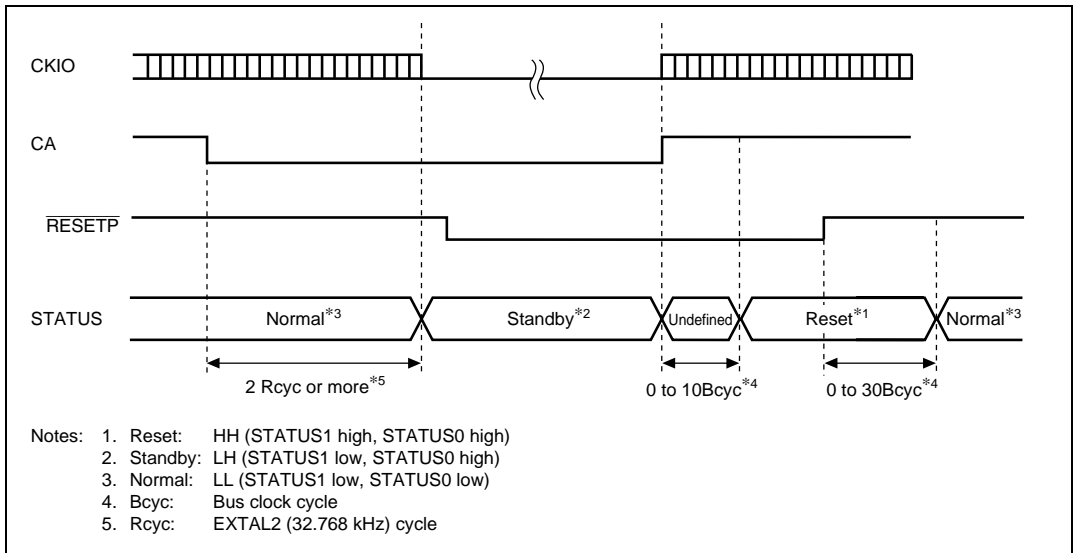 CKIO
CA
RESETP
STATUS
Normal*3
Standby*2
Undefined
Reset*1
Normal*3
2 Rcyc or more*5
0 to 10Bcyc*4
0 to 30Bcyc*4
Notes: 1. Reset: HH (STATUS1 high, STATUS0 high)
2. Standby: LH (STATUS1 low, STATUS0 high)
3. Normal: LL (STATUS1 low, STATUS0 low)
4. Bcyc: Bus clock cycle
5. Rcyc: EXTAL2 (32.768 kHz) cycle